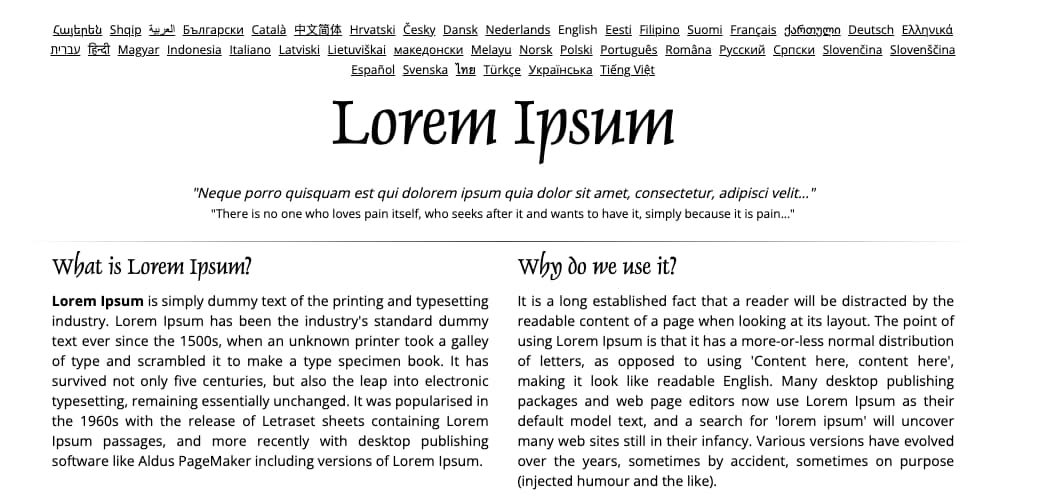 Հայերեն Shqip العربية Български Català 中文简体 Hrvatski Česky Dansk Nederlands English Eesti Filipino Suomi Français ქართული Deutsch Ελληνικά
עברית हिन्दी Magyar Indonesia Italiano Latviski Lietuviškai македонски Melayu Norsk Polski Português Româna Pyccкий Српски Slovenčina Slovenščina
Español Svenska ไทย Türkçe Українська Tiếng Việt
Lorem Ipsum
"Neque porro quisquam est qui dolorem ipsum quia dolor sit amet, consectetur, adipisci velit..."
"There is no one who loves pain itself, who seeks after it and wants to have it, simply because it is pain..."
What is Lorem Ipsum?
Lorem Ipsum is simply dummy text of the printing and typesetting
industry. Lorem Ipsum has been the industry's standard dummy
text ever since the 1500s, when an unknown printer took a galley
of type and scrambled it to make a type specimen book. It has
survived not only five centuries, but also the leap into electronic
typesetting, remaining essentially unchanged. It was popularised in
the 1960s with the release of Letraset sheets containing Lorem
Ipsum passages, and more recently with desktop publishing
software like Aldus PageMaker including versions of Lorem Ipsum.
Why do we use it?
It is a long established fact that a reader will be distracted by the
readable content of a page when looking at its layout. The point of
using Lorem Ipsum is that it has a more-or-less normal distribution
of letters, as opposed to using 'Content here, content here',
making it look like readable English. Many desktop publishing
packages and web page editors now use Lorem Ipsum as their
default model text, and a search for 'lorem ipsum' will uncover
many web sites still in their infancy. Various versions have evolved
over the years, sometimes by accident, sometimes on purpose
(injected humour and the like).